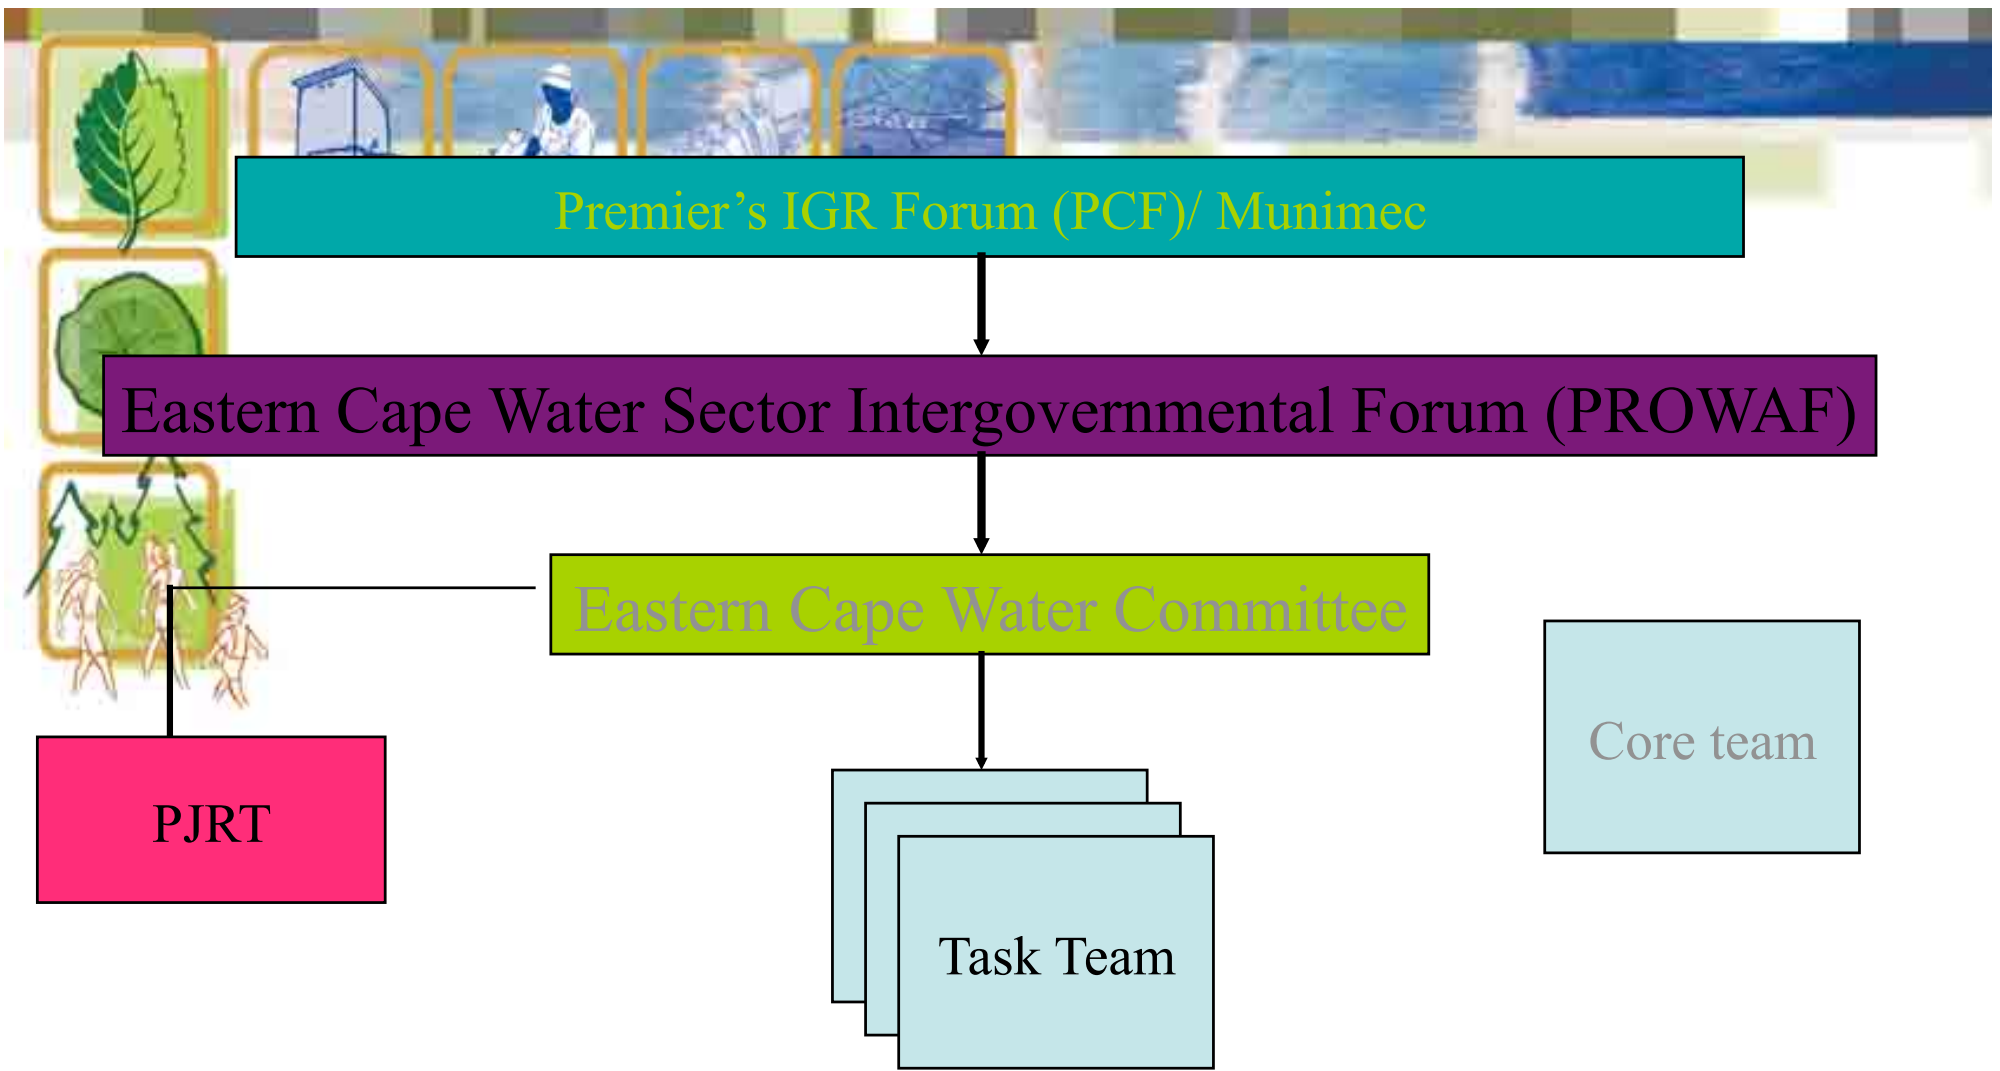 Premier’s IGR Forum (PCF)/ Munimec
Eastern Cape Water Sector Intergovernmental Forum (PROWAF)
Eastern Cape Water Committee
Core team
PJRT
Task Team